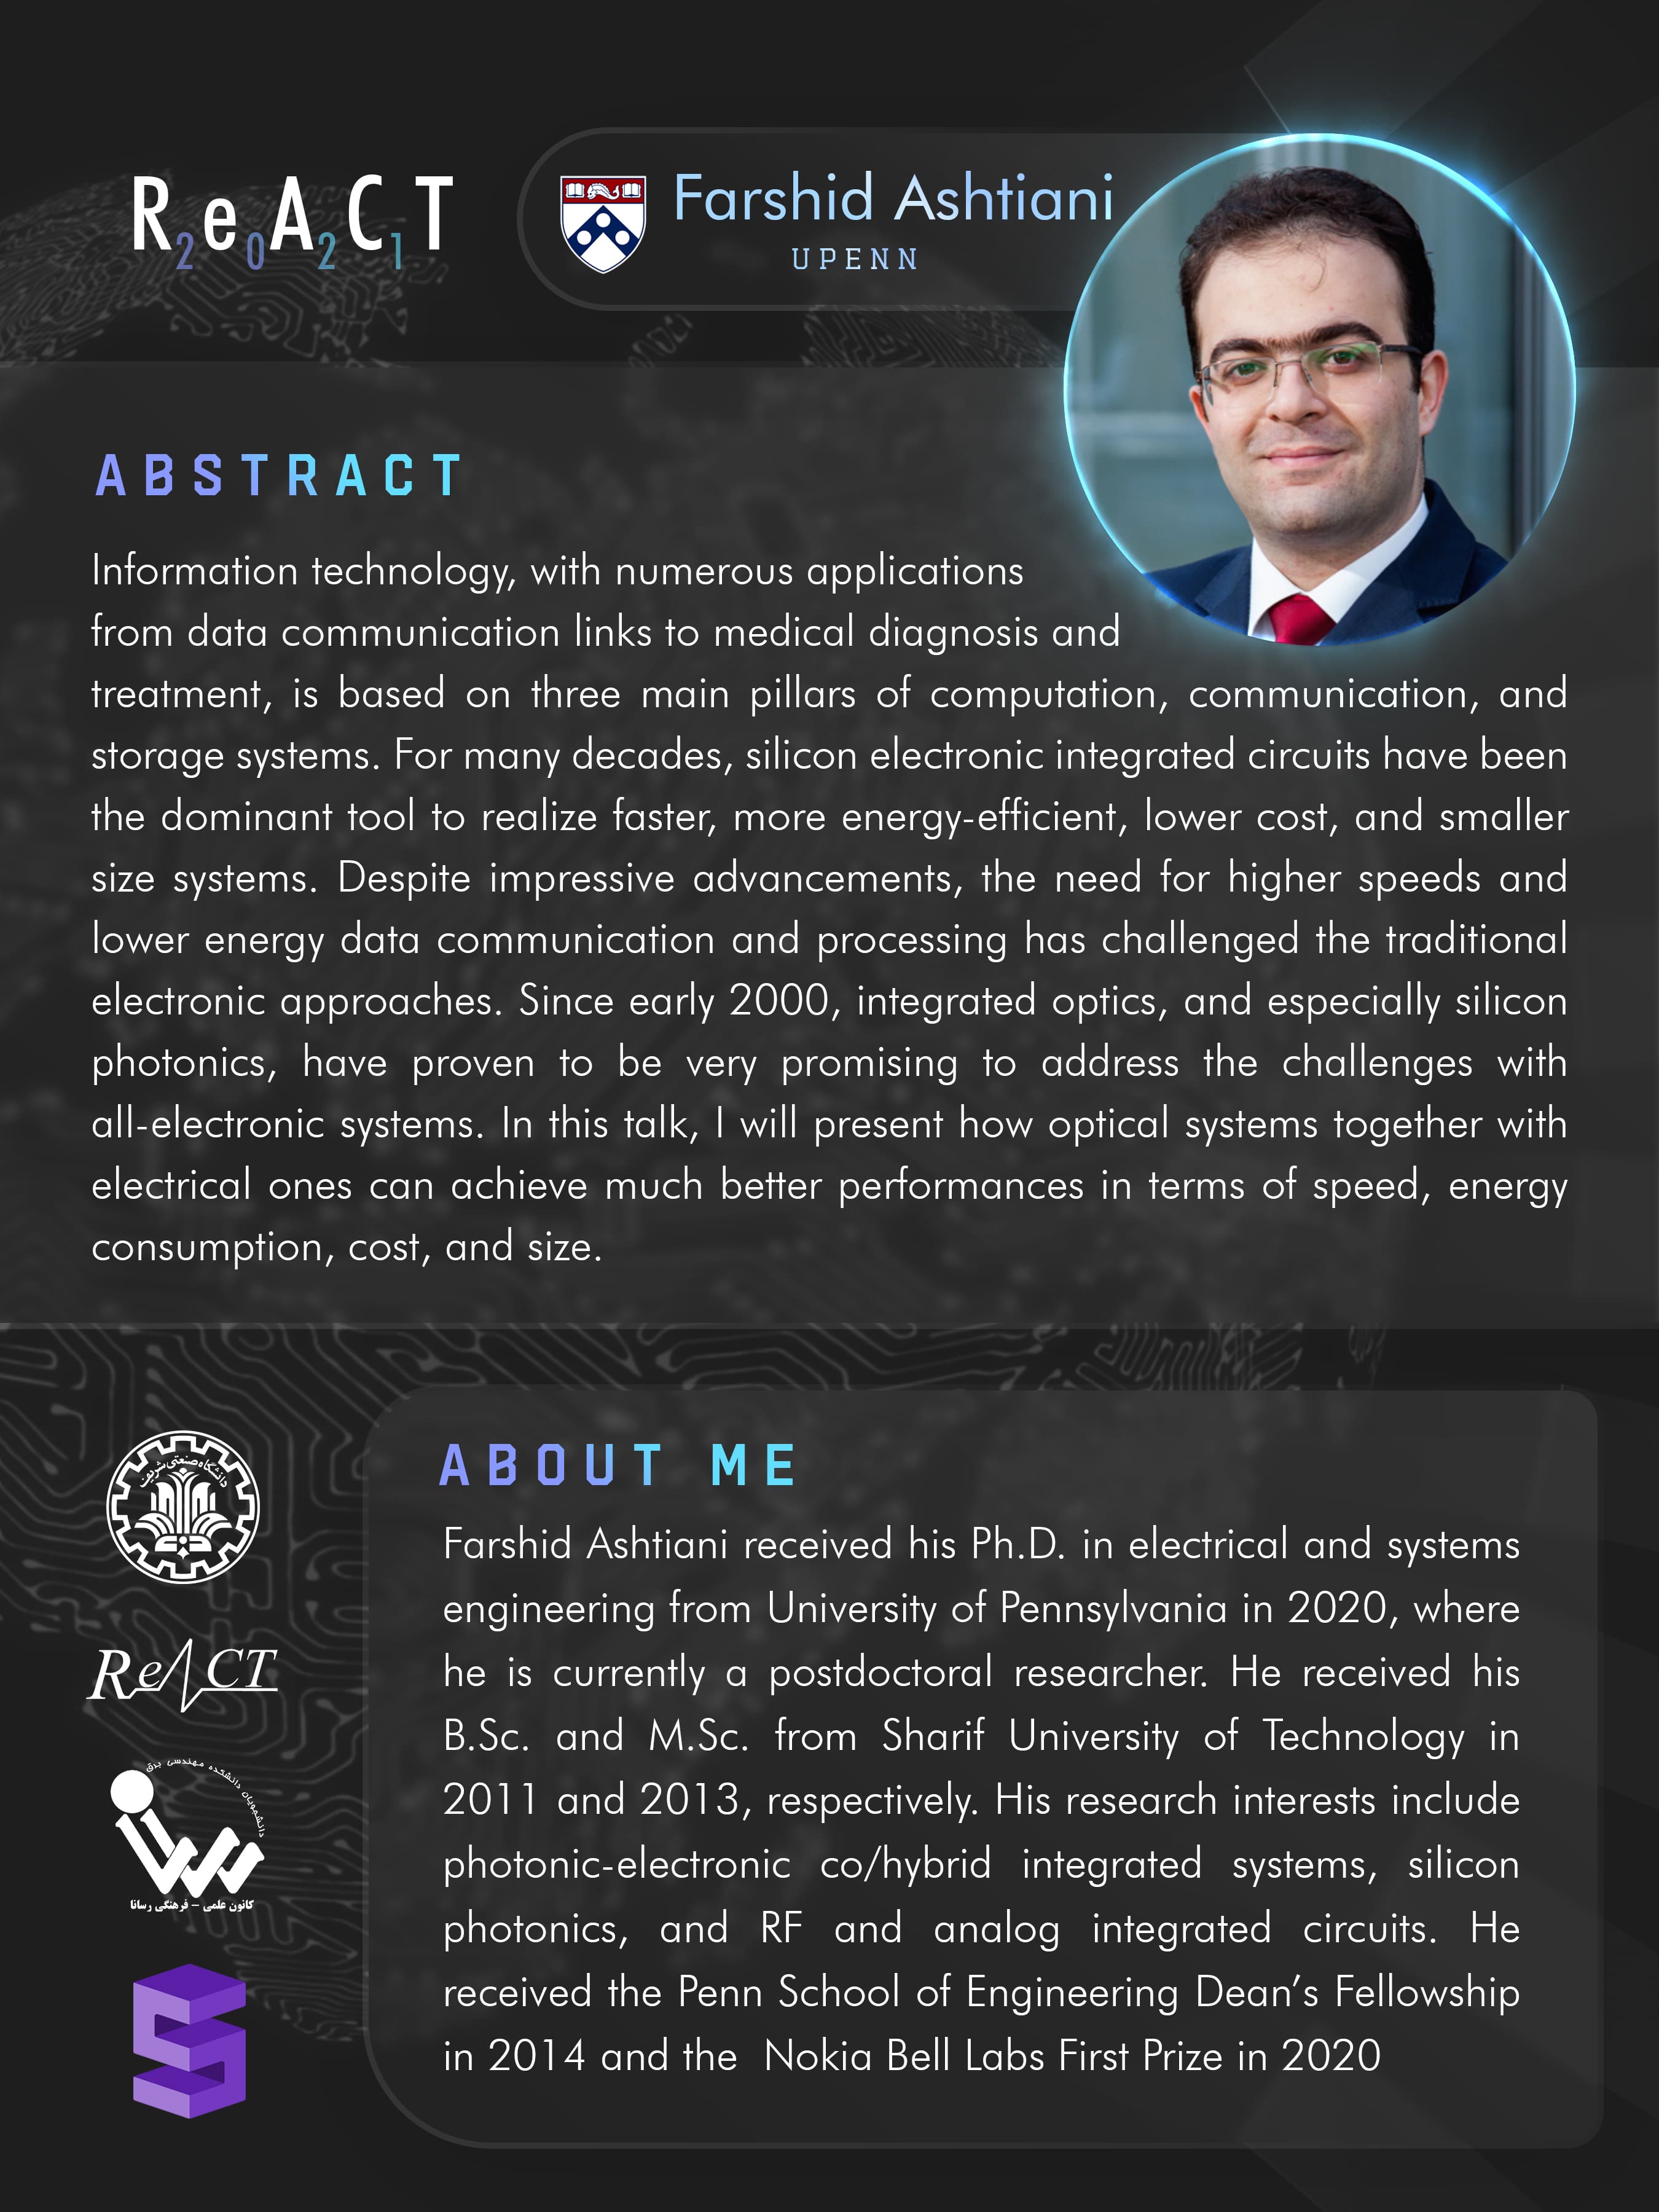 ReACT
2021
Farshid Ashtiani
UPENN
ABSTRACT
Information technology, with numerous applications
from data communication links to medical diagnosis and
treatment, is based on three main pillars of computation, communication, and
storage systems. For many decades, silicon electronic integrated circuits have been
the dominant tool to realize faster, more energy-efficient, lower cost, and smaller
size systems. Despite impressive advancements, the need for higher speeds and
lower energy data communication and processing has challenged the traditional
electronic approaches. Since early 2000, integrated optics, and especially silicon
photonics, have proven to be very promising to address the challenges with
all-electronic systems. In this talk, I will present how optical systems together with
electrical ones can achieve much better performances in terms of speed, energy
consumption, cost, and size.
دانشگاه صنعتی شریف
ReACT
دانشجویان دانشکده مهندسی برق
رسانا
کانون علمی - فرهنگی رسانا
ABOUT ME
Farshid Ashtiani received his Ph.D. in electrical and systems
engineering from University of Pennsylvania in 2020, where
he is currently a postdoctoral researcher. He received his
B.Sc. and M.Sc. from Sharif University of Technology in
2011 and 2013, respectively. His research interests include
photonic-electronic co/hybrid integrated systems, silicon
photonics, and RF and analog integrated circuits. He
received the Penn School of Engineering Dean’s Fellowship
in 2014 and the  Nokia Bell Labs First Prize in 2020